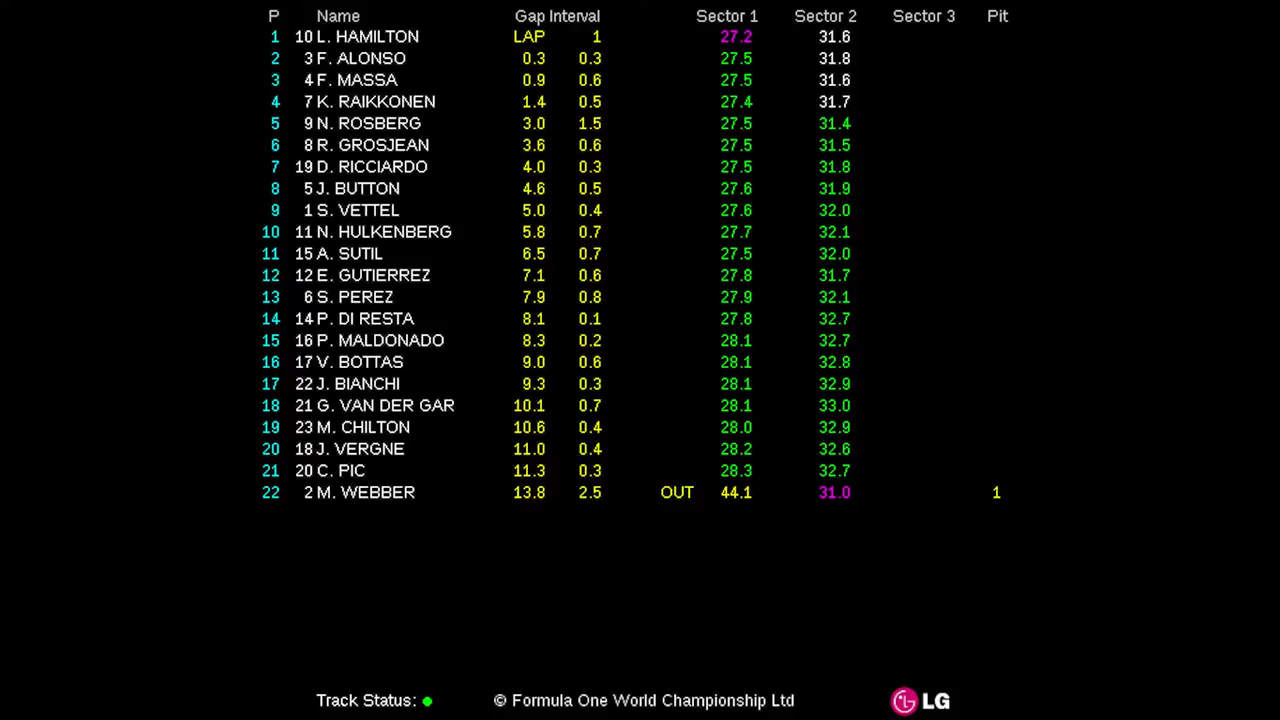 P Name Gap Interval Sector 1 Sector 2 Sector 3 Pit
1 10 L. HAMILTON LAP 1 27.2 31.6
2 3 F. ALONSO 0.3 0.3 27.5 31.8
3 4 F. MASSA 0.9 0.6 27.5 31.6
4 7 K. RAIKKONEN 1.4 0.5 27.4 31.7
5 9 N. ROSBERG 3.0 1.5 27.5 31.4
6 8 R. GROSJEAN 3.6 0.6 27.5 31.5
7 19 D. RICCIARDO 4.0 0.3 27.5 31.8
8 5 J. BUTTON 4.6 0.5 27.6 31.9
9 1 S. VETTEL 5.0 0.4 27.6 32.0
10 11 N. HULKENBERG 5.8 0.7 27.7 32.1
11 15 A. SUTIL 6.5 0.7 27.5 32.0
12 12 E. GUTIERREZ 7.1 0.6 27.8 31.7
13 6 S. PEREZ 7.9 0.8 27.9 32.1
14 14 P. DI RESTA 8.1 0.1 27.8 32.7
15 16 P. MALDONADO 8.3 0.2 28.1 32.7
16 17 V. BOTTAS 9.0 0.6 28.1 32.8
17 22 J. BIANCHI 9.3 0.3 28.1 32.9
18 21 G. VAN DER GAR 10.1 0.7 28.1 33.0
19 23 M. CHILTON 10.6 0.4 28.0 32.9
20 18 J. VERGNE 11.0 0.4 28.2 32.6
21 20 C. PIC 11.3 0.3 28.3 32.7
22 2 M. WEBBER 13.8 2.5 OUT 44.1 31.0 1
Track Status: © Formula One World Championship Ltd LG